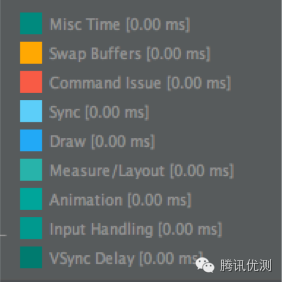 Misc Time [0.00 ms]
Swap Buffers [0.00 ms]
Command Issue [0.00 ms]
Sync [0.00 ms]
Draw [0.00 ms]
Measure/Layout [0.00 ms]
Animation [0.00 ms]
Input Handling [0.00 ms]
VSync Delay [0.00 ms]
腾讯优测